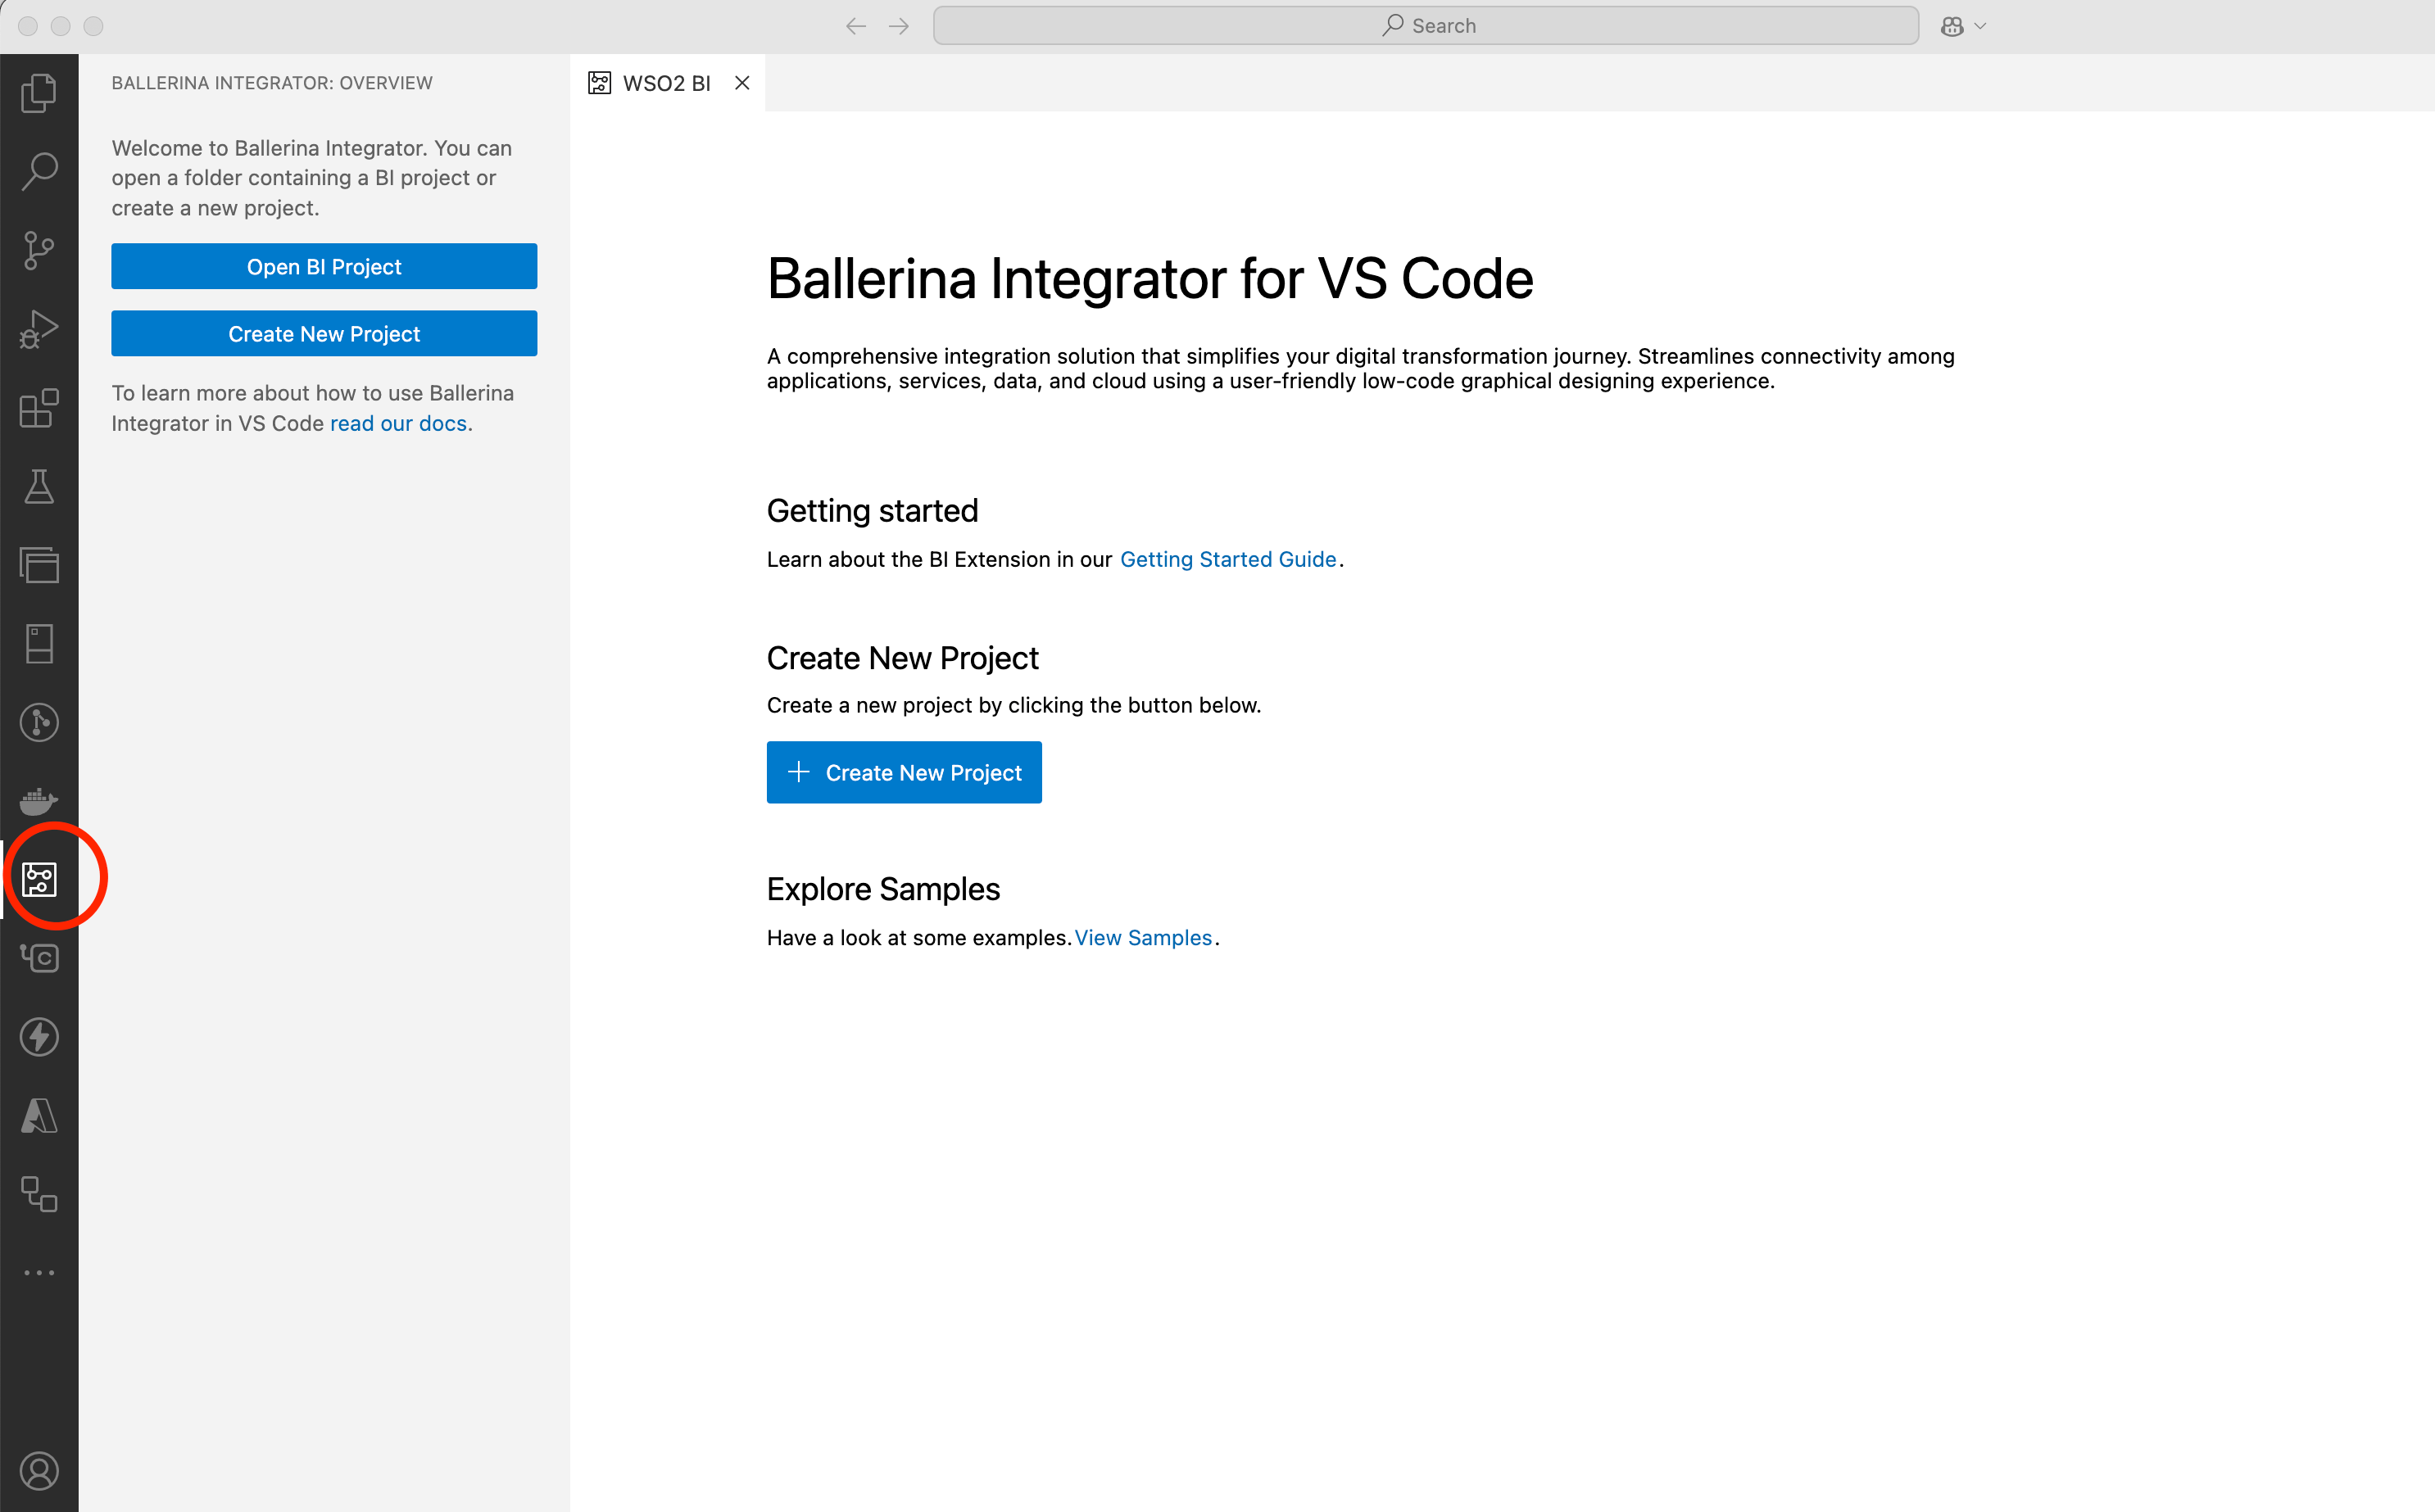 Search
BALLERINA INTEGRATOR: OVERVIEW
WSO2 BI
Welcome to Ballerina Integrator. You can
open a folder containing a BI project or
create a new project.
Open BI Project
Create New Project
To learn more about how to use Ballerina
Integrator in VS Code read our docs.
Ballerina Integrator for VS Code
A comprehensive integration solution that simplifies your digital transformation journey. Streamlines connectivity among
applications, services, data, and cloud using a user-friendly low-code graphical designing experience.
Getting started
Learn about the BI Extension in our Getting Started Guide.
Create New Project
Create a new project by clicking the button below.
Create New Project
Explore Samples
Have a look at some examples.View Samples.